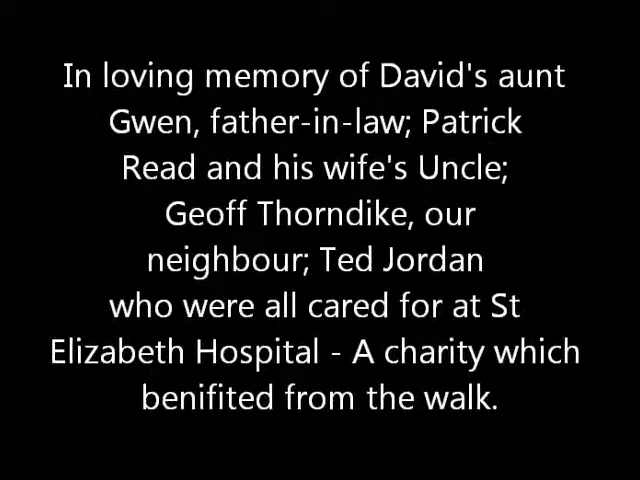 In loving memory of David's aunt
Gwen, father-in-law; Patrick
Read and his wife's Uncle;
Geoff Thorndike, our
neighbour; Ted Jordan
who were all cared for at St
Elizabeth Hospital - A charity which
benifited from the walk.